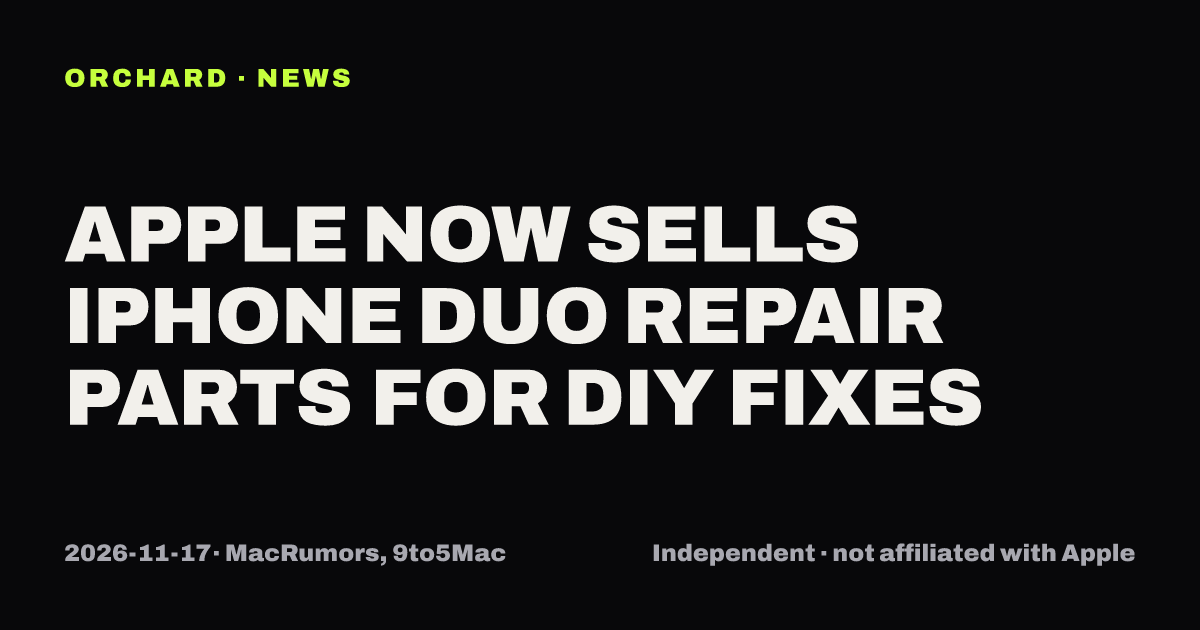 ORCHARD · NEWS
APPLE NOW SELLS
IPHONE DUO REPAIR
PARTS FOR DIY FIXES
2026-11-17· MacRumors, 9to5Mac
Independent · not affiliated with Apple